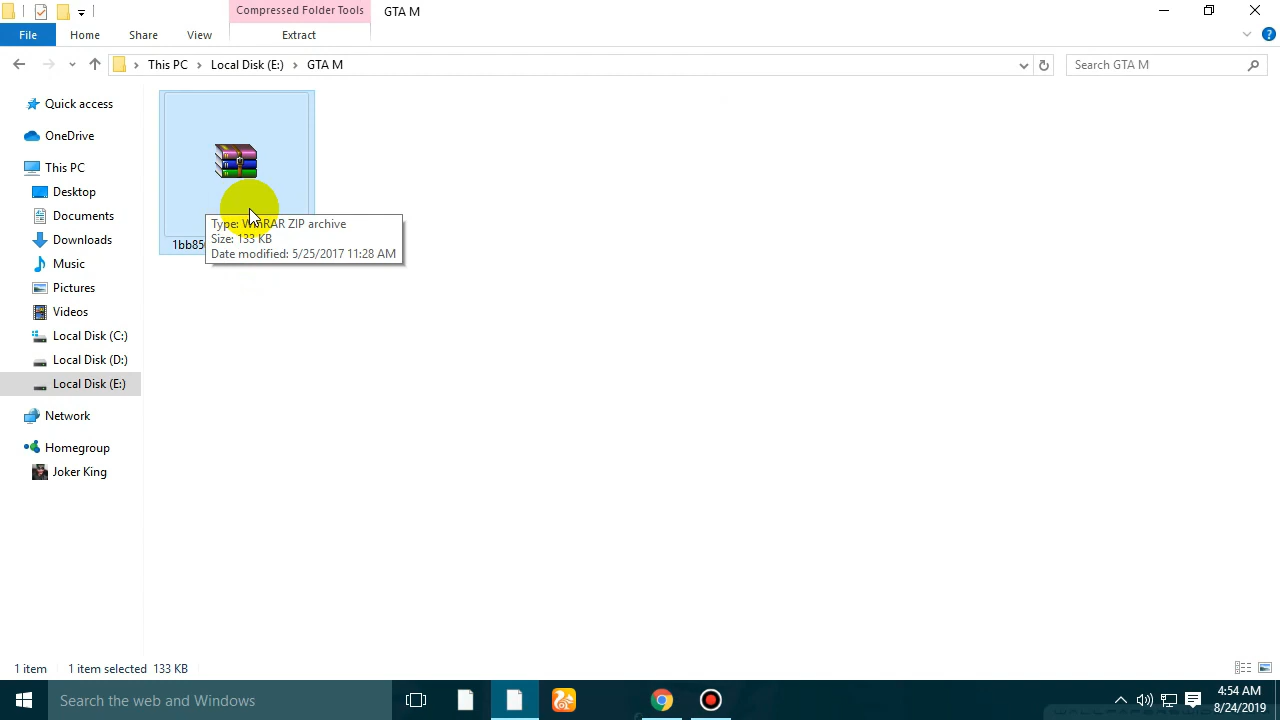 Compressed Folder Tools
GTA M
File
Home
Share
View
Extract
This PC
Local Disk (E:)
GTA M
Search GTA M
Quick access
OneDrive
This PC
Desktop
Documents
Downloads
Music
Pictures
Videos
Local Disk (C:)
Local Disk (D:)
Local Disk (E:)
Network
Homegroup
Joker King
Type: WinRAR ZIP archive
Size: 133 KB
Date modified: 5/25/2017 11:28 AM
1 item
1 item selected 133 KB
Search the web and Windows
4:54 AM
8/24/2019